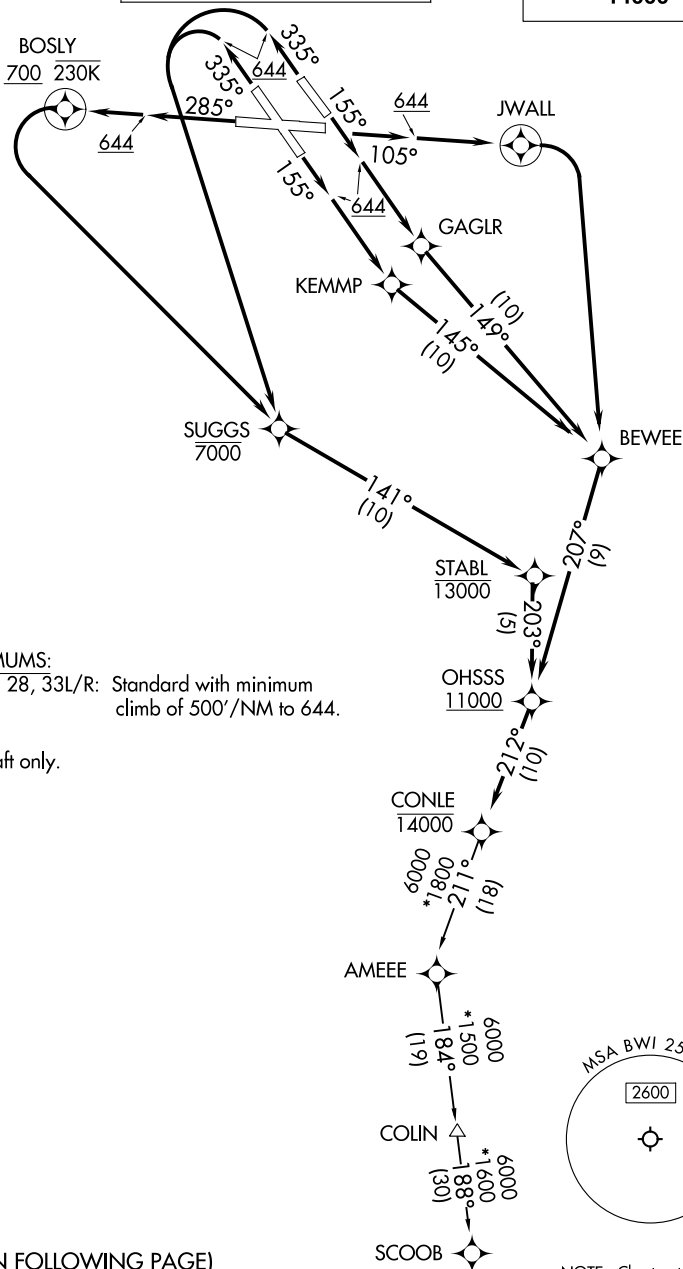 BOSLY
700 230K
335°
335°
644
155°
644
JWALL
285°
644
105°
155°
644
GAGLR
KEMMP
(10)
149°
145°
(10)
SUGGS
7000
BEWEE
141°
(10)
207°
(9)
STABL
13000
203°
(5)
MUMS:
28, 33L/R: Standard with minimum
climb of 500'/NM to 644.
OHSSS
11000
aft only.
212°
(10)
CONLE
14000
6000
*1800
211°
(18)
AMEEE
6000
*1500
184°
(19)
MSA BWI 25
2600
COLIN
6000
*1600
188°
(30)
N FOLLOWING PAGE)
SCOOB